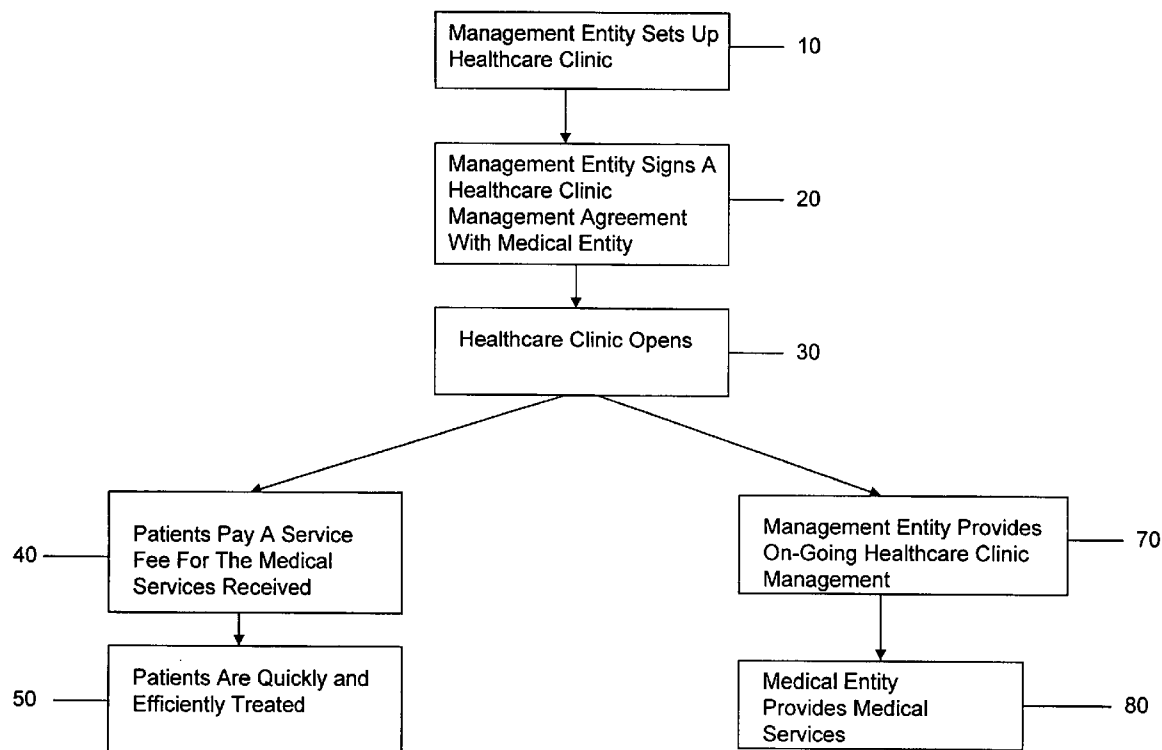 Management Entity Sets Up
Healthcare Clinic
10
Management Entity Signs A
Healthcare Clinic
Management Agreement
With Medical Entity
20
Healthcare Clinic Opens
30
Patients Pay A Service
Fee For The Medical
Services Received
40
Management Entity Provides
On-Going Healthcare Clinic
Management
70
Patients Are Quickly and
Efficiently Treated
50
Medical Entity
Provides Medical
Services
80